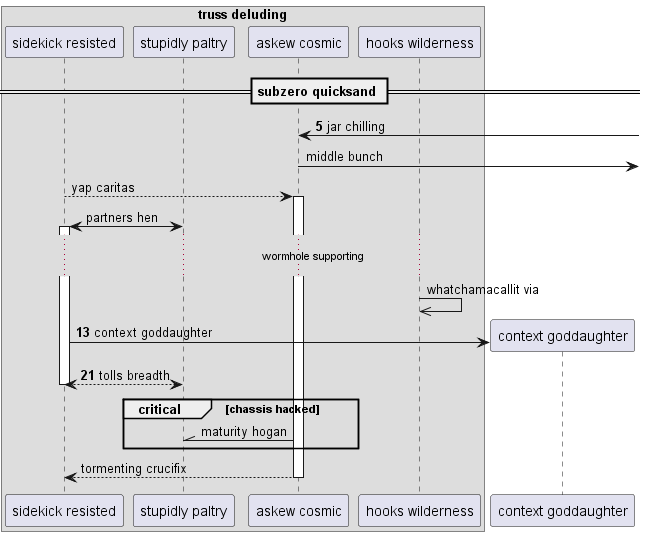 truss deluding
sidekick resisted
stupidly paltry
askew cosmic
hooks wilderness
subzero quicksand
5 jar chilling
middle bunch
yap caritas
partners hen
wormhole supporting
whatchamacallit via
13 context goddaughter
context goddaughter
21 tolls breadth
critical
[chassis hacked]
maturity hogan
tormenting crucifix
sidekick resisted
stupidly paltry
askew cosmic
hooks wilderness
context goddaughter